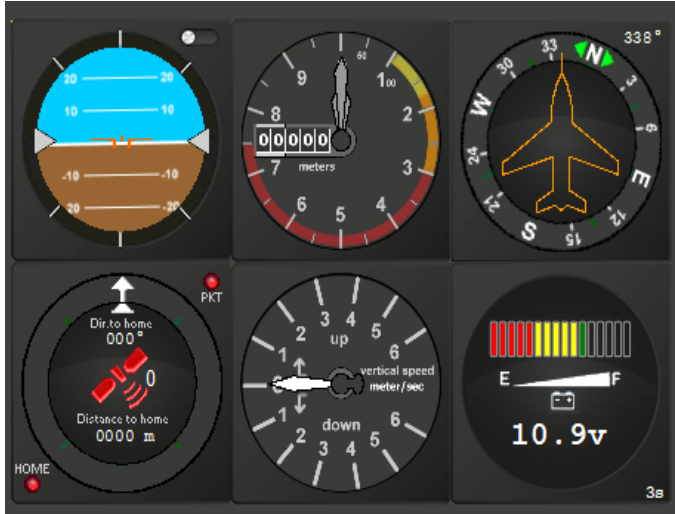 20 20
10 10
-10 -10
-20 -20
50
9 1 00
8 2
00000
7 3
meters
6 4
5
338°
33 N 3
30 6
W E
24 12
21 15
S
PKT
Dir.to home
000°
0
Distance to home
0000 m
HOME
3 4
2 up 5
1 6
vertical speed
meter/sec
1 6
down
2 5
3 4
E F
10.9v
3s